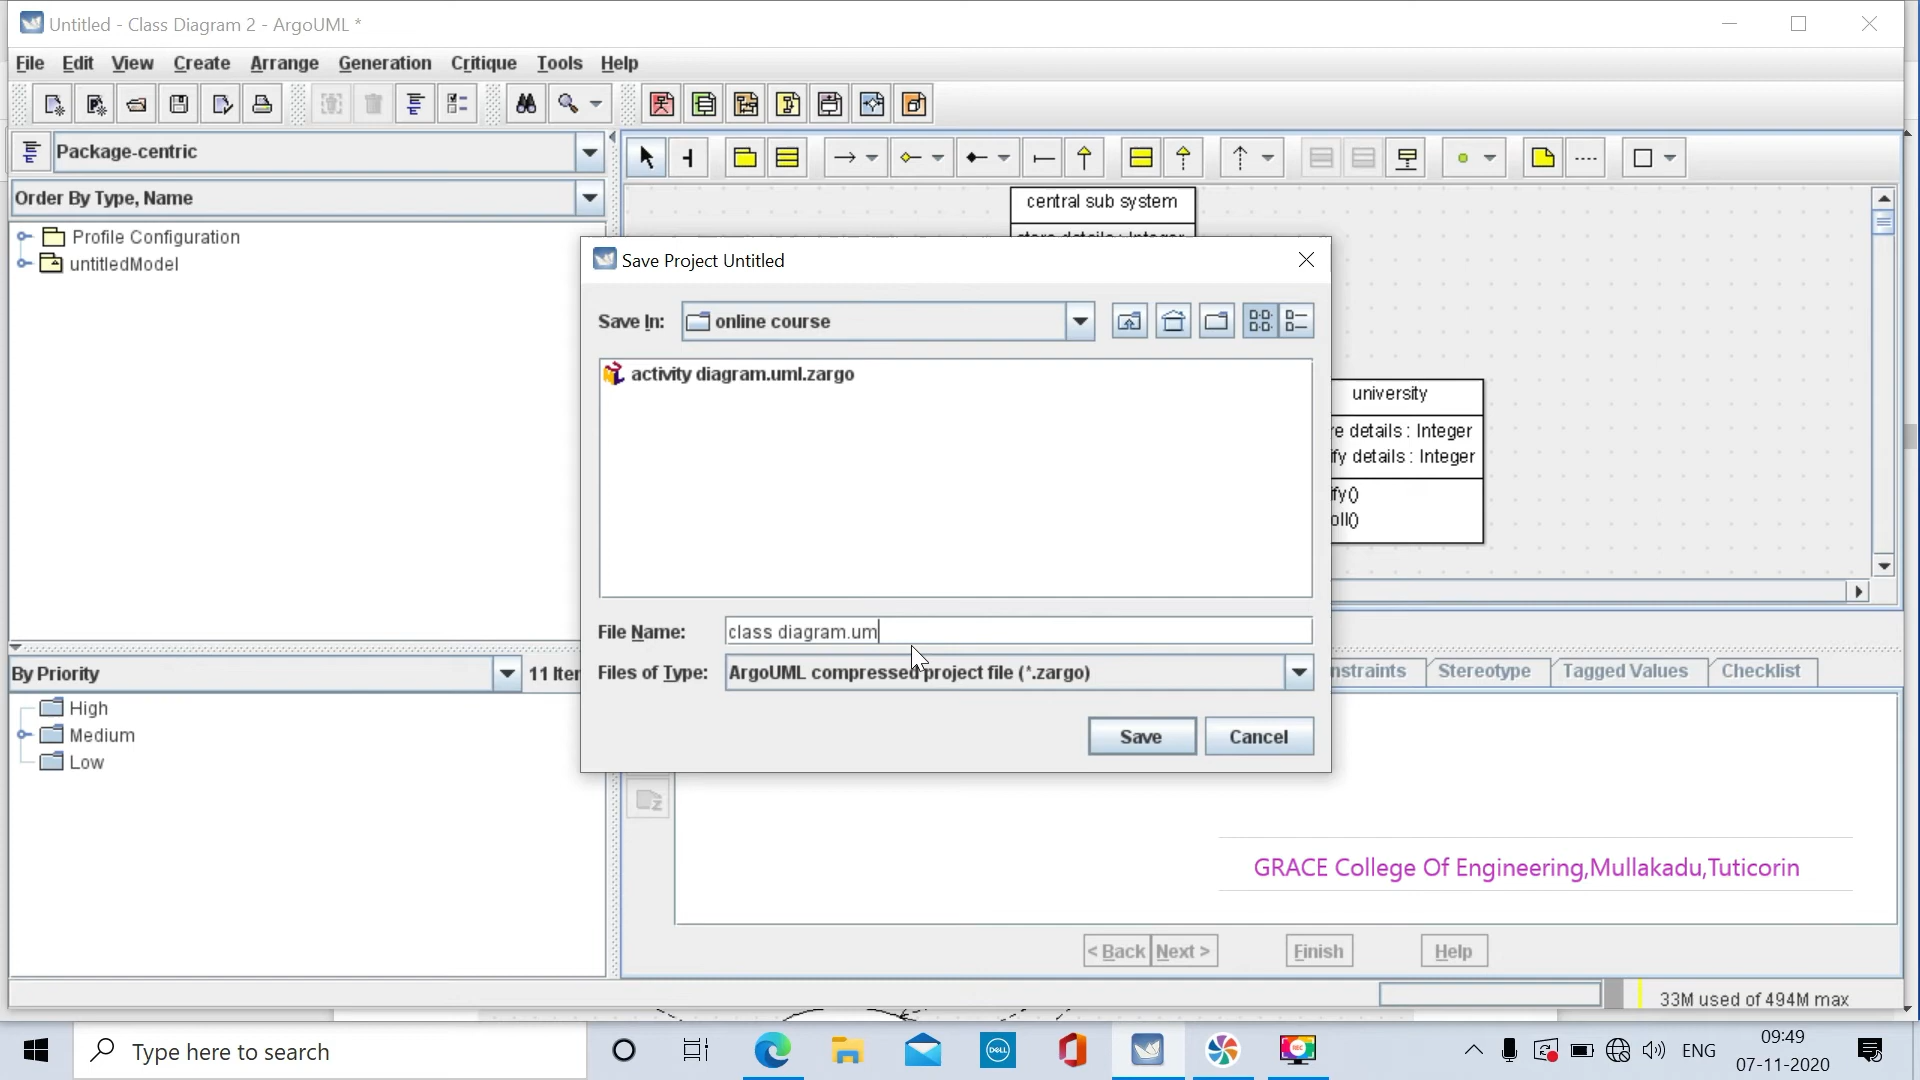 Untitled - Class Diagram 2 - ArgoUML *
File Edit View Create Arrange Generation Critique Tools Help
Package-centric
Order By Type, Name
Profile Configuration
untitledModel
central sub system
Save Project Untitled
Save In: online course
activity diagram.uml.zargo
university
re details : Integer
ify details : Integer
ify()
oll()
File Name: class diagram.um
Files of Type: ArgoUML compressed project file (*.zargo)
Save Cancel
By Priority 11 Iter
High
Medium
Low
nstraints Stereotype Tagged Values Checklist
GRACE College Of Engineering,Mullakadu,Tuticorin
< Back Next > Finish Help
33M used of 494M max
Type here to search
DELL
REC
ENG
09:49
07-11-2020